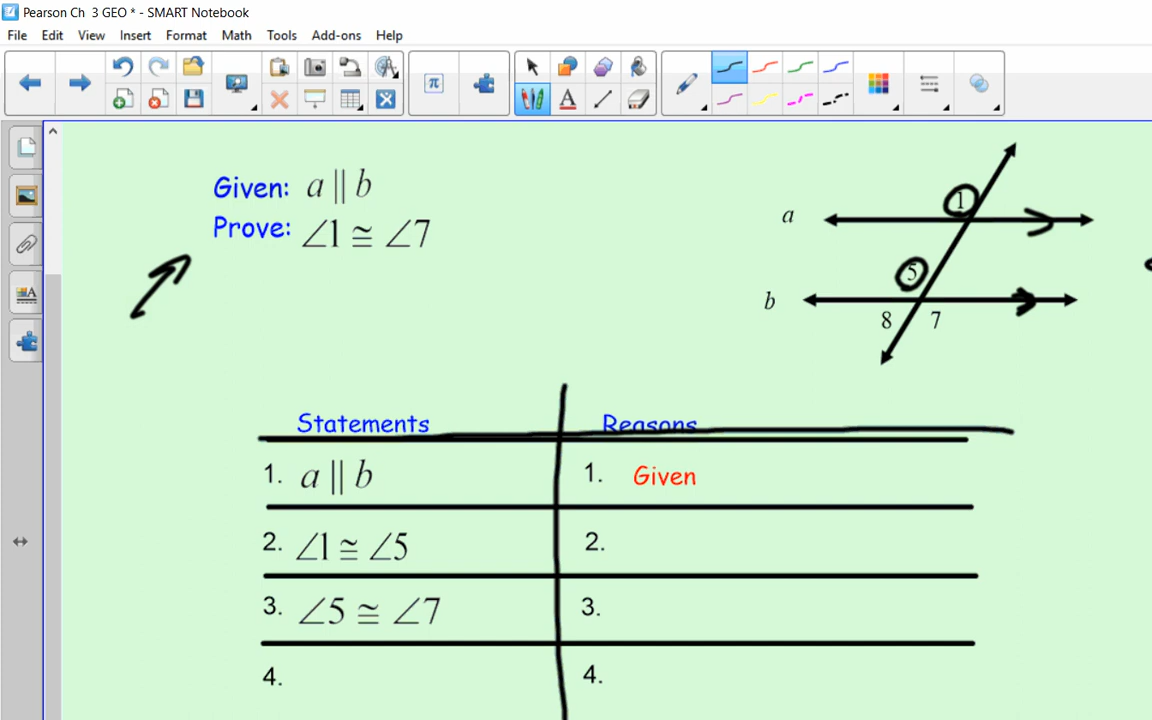 Pearson Ch 3 GEO * - SMART Notebook
File Edit View Insert Format Math Tools Add-ons Help
π
A
Given: a || b
Prove: ∠1 ≅ ∠7
1
a
5
b
8 7
Statements Reasons
1. a || b 1. Given
2. ∠1 ≅ ∠5 2.
3. ∠5 ≅ ∠7 3.
4. 4.